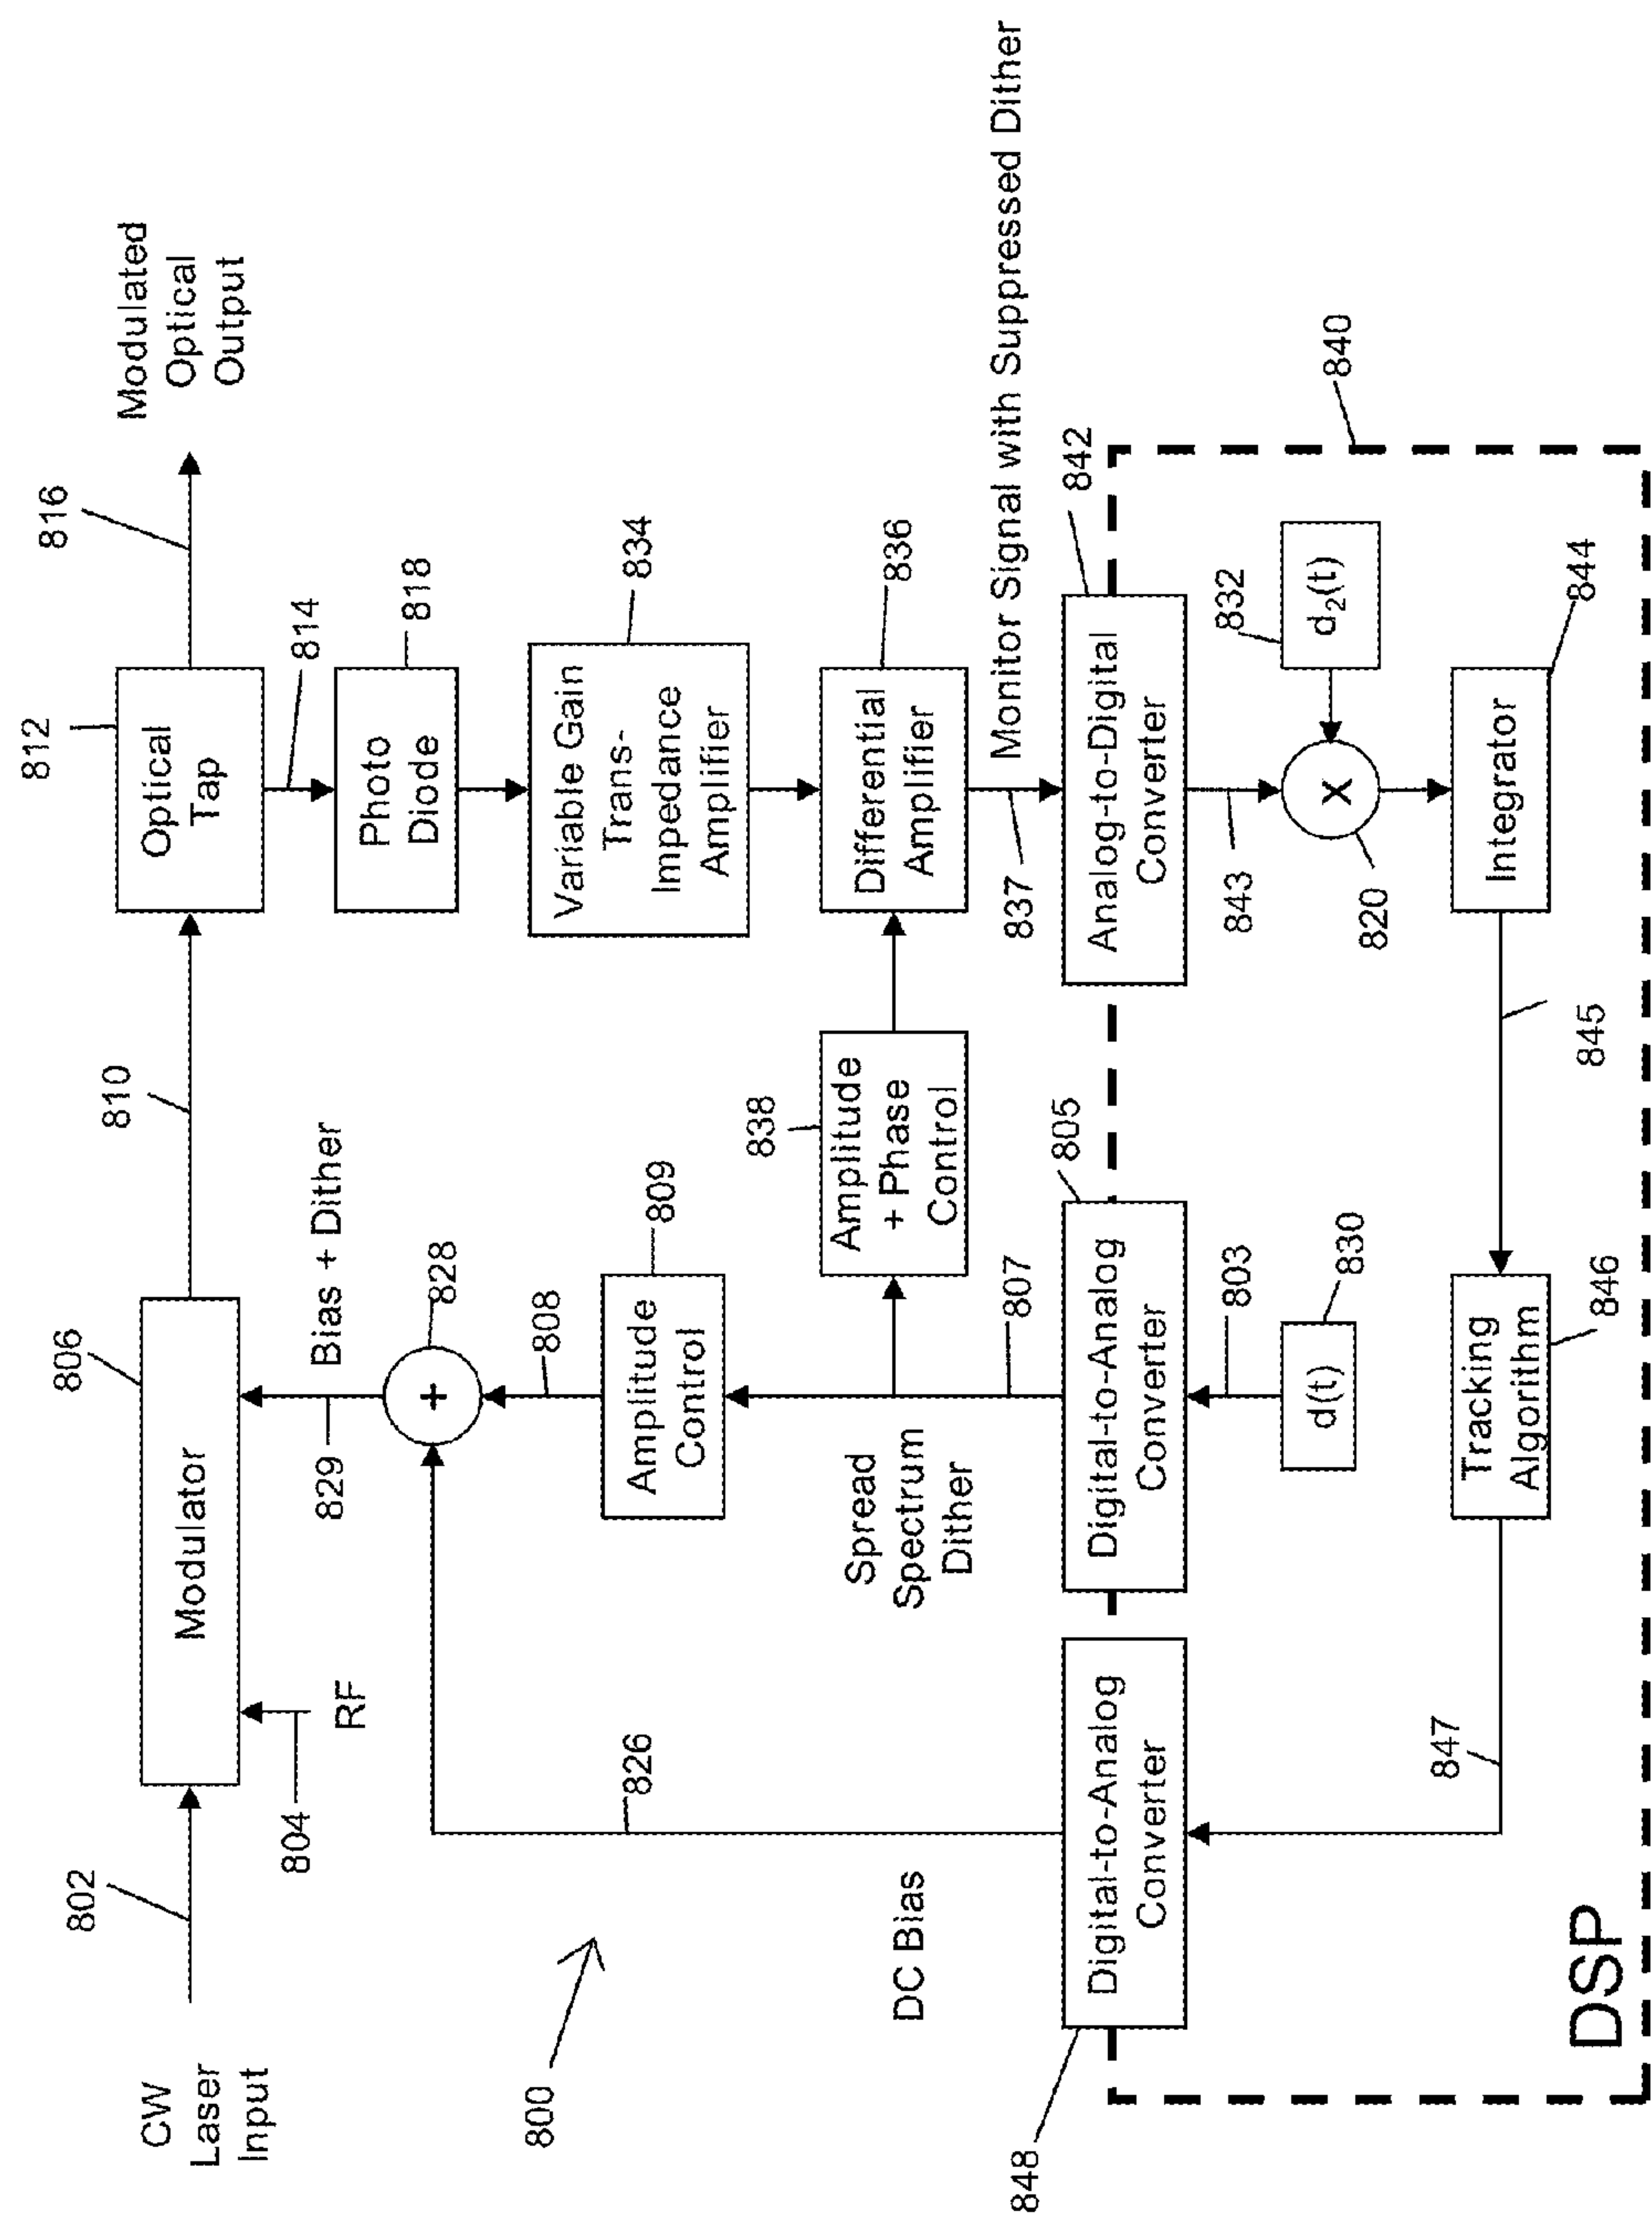 CW
Laser
Input
802
804
RF
806
Modulator
810
812
Optical
Tap
816
Modulated
Optical
Output
814
Photo
Diode
818
829
Bias + Dither
828
+
808
809
Amplitude
Control
Variable Gain
Trans-
Impedance
Amplifier
834
800
826
838
Amplitude
+ Phase
Control
Differential
Amplifier
836
Spread
Spectrum
Dither
807
DC Bias
837
Monitor Signal with Suppressed Dither
848
Digital-to-Analog
Converter
805
Digital-to-Analog
Converter
842
Analog-to-Digital
Converter
840
803
830
d(t)
843
820
X
832
d2(t)
847
Tracking
Algorithm
846
845
Integrator
844
DSP